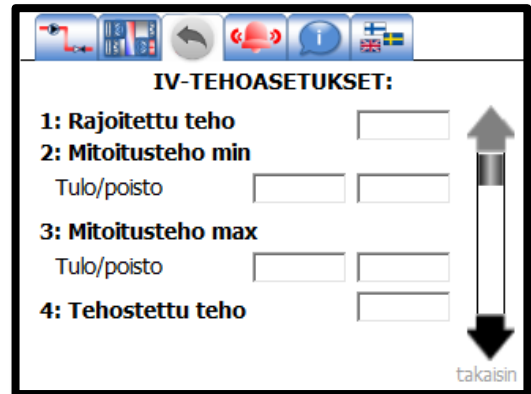 IV-TEHOASETUKSET:
1: Rajoitettu teho
2: Mitoitusteho min
Tulo/poisto
3: Mitoitusteho max
Tulo/poisto
4: Tehostettu teho
takaisin